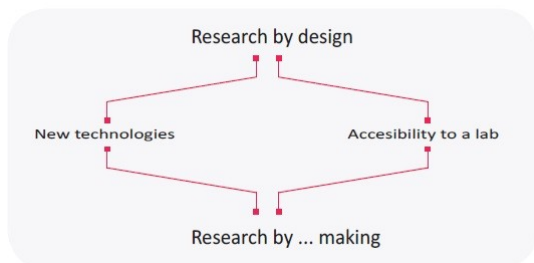 Research by design
New technologies
Accesibility to a lab
Research by ... making